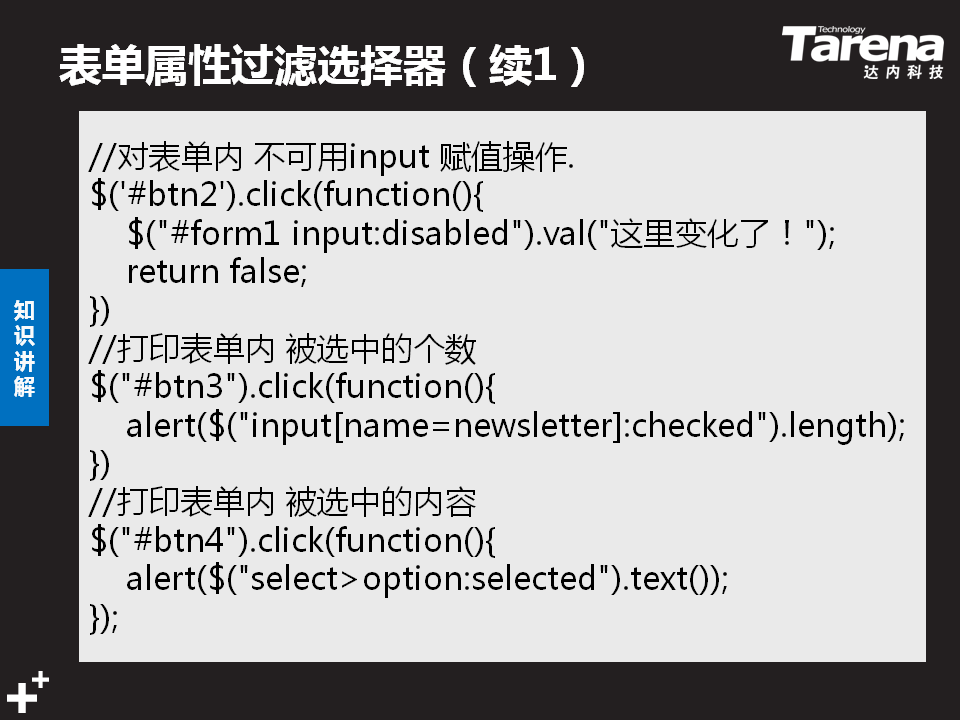 表单属性过滤选择器（续1）
Technology
Tarena
达内科技
//对表单内 不可用input 赋值操作.
$('#btn2').click(function(){
$("#form1 input:disabled").val("这里变化了！");
return false;
})
//打印表单内 被选中的个数
$("#btn3").click(function(){
alert($("input[name=newsletter]:checked").length);
})
//打印表单内 被选中的内容
$("#btn4").click(function(){
alert($("select>option:selected").text());
});
知识讲解